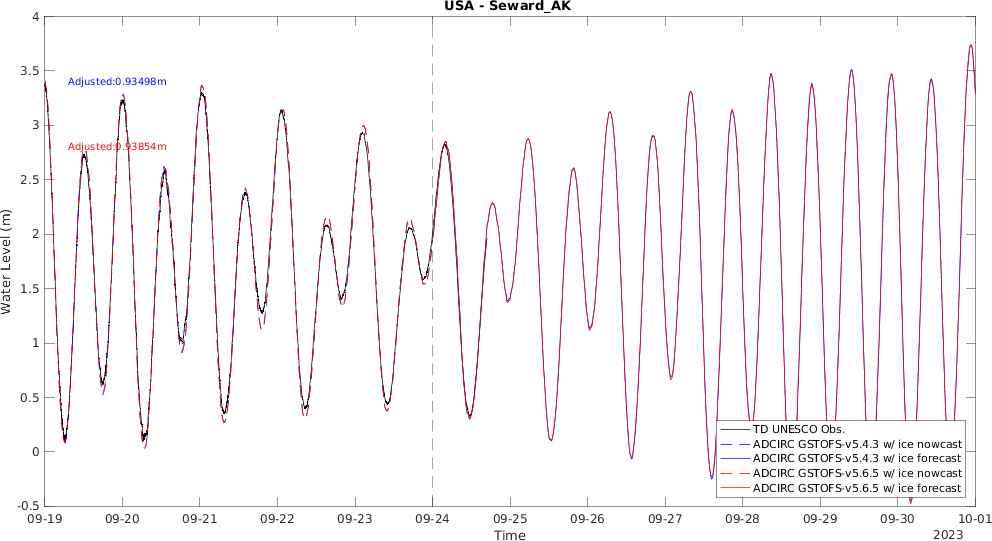 USA - Seward_AK
4
3.5
3
2.5
2
1.5
1
0.5
0
-0.5
Water Level (m)
Adjusted:0.93498m
Adjusted:0.93854m
TD UNESCO Obs.
ADCIRC GSTOFS-v5.4.3 w/ ice nowcast
ADCIRC GSTOFS-v5.4.3 w/ ice forecast
ADCIRC GSTOFS-v5.6.5 w/ ice nowcast
ADCIRC GSTOFS-v5.6.5 w/ ice forecast
09-19 09-20 09-21 09-22 09-23 09-24 09-25 09-26 09-27 09-28 09-29 09-30 10-01
Time
2023